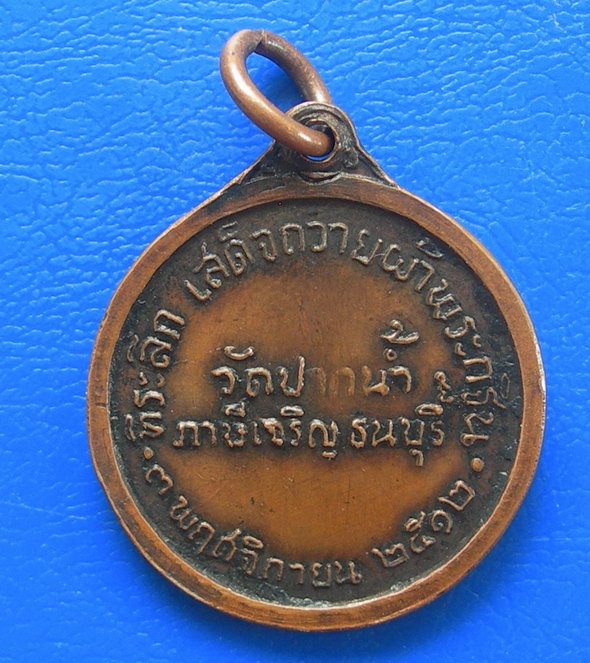 ที่ระลึก เสด็จถวายผ้าพระกฐิน
วัดปากน้ำ
ภาษีเจริญ ธนบุรี
๓ พฤศจิกายน ๒๕๑๒